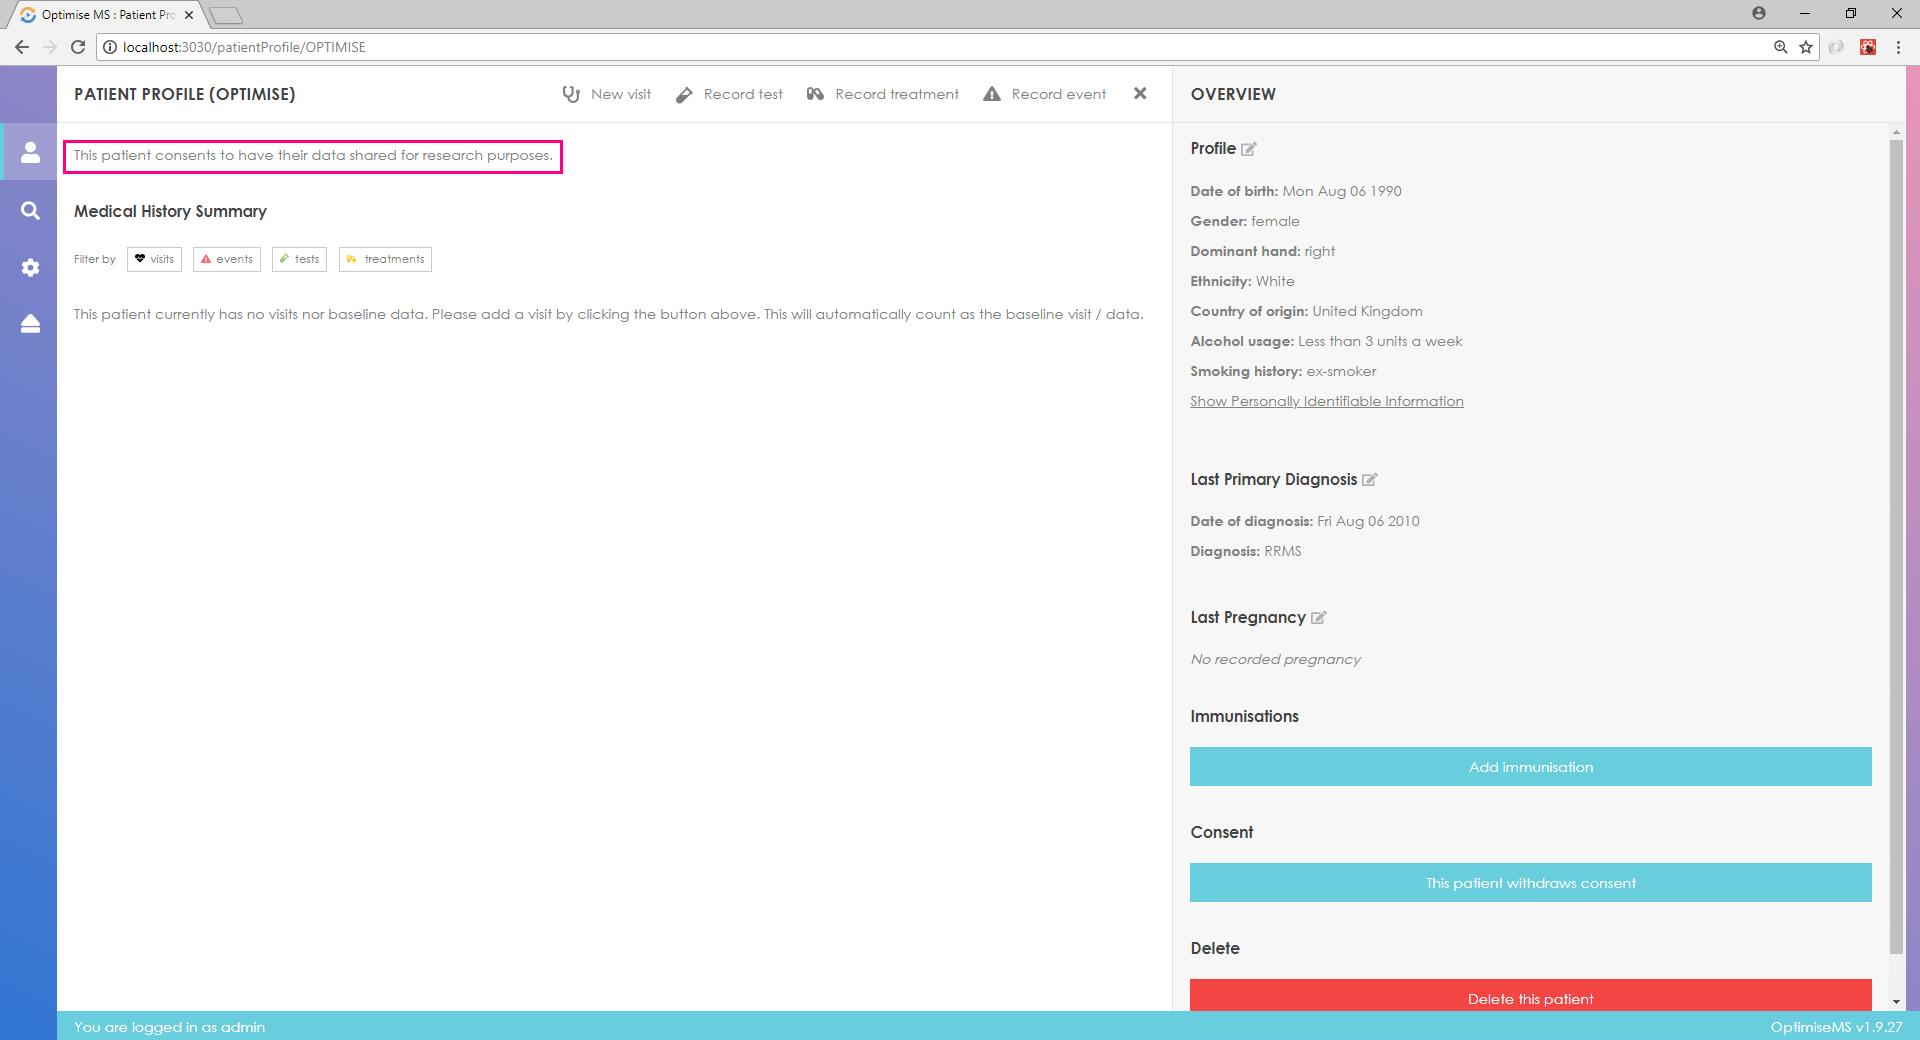 Optimise MS : Patient Pro
localhost:3030/patientProfile/OPTIMISE
PATIENT PROFILE (OPTIMISE)
New visit
Record test
Record treatment
Record event
This patient consents to have their data shared for research purposes.
Medical History Summary
Filter by
visits
events
tests
treatments
This patient currently has no visits nor baseline data. Please add a visit by clicking the button above. This will automatically count as the baseline visit / data.
OVERVIEW
Profile
Date of birth: Mon Aug 06 1990
Gender: female
Dominant hand: right
Ethnicity: White
Country of origin: United Kingdom
Alcohol usage: Less than 3 units a week
Smoking history: ex-smoker
Show Personally Identifiable Information
Last Primary Diagnosis
Date of diagnosis: Fri Aug 06 2010
Diagnosis: RRMS
Last Pregnancy
No recorded pregnancy
Immunisations
Add immunisation
Consent
This patient withdraws consent
Delete
Delete this patient
You are logged in as admin
OptimiseMS v1.9.27